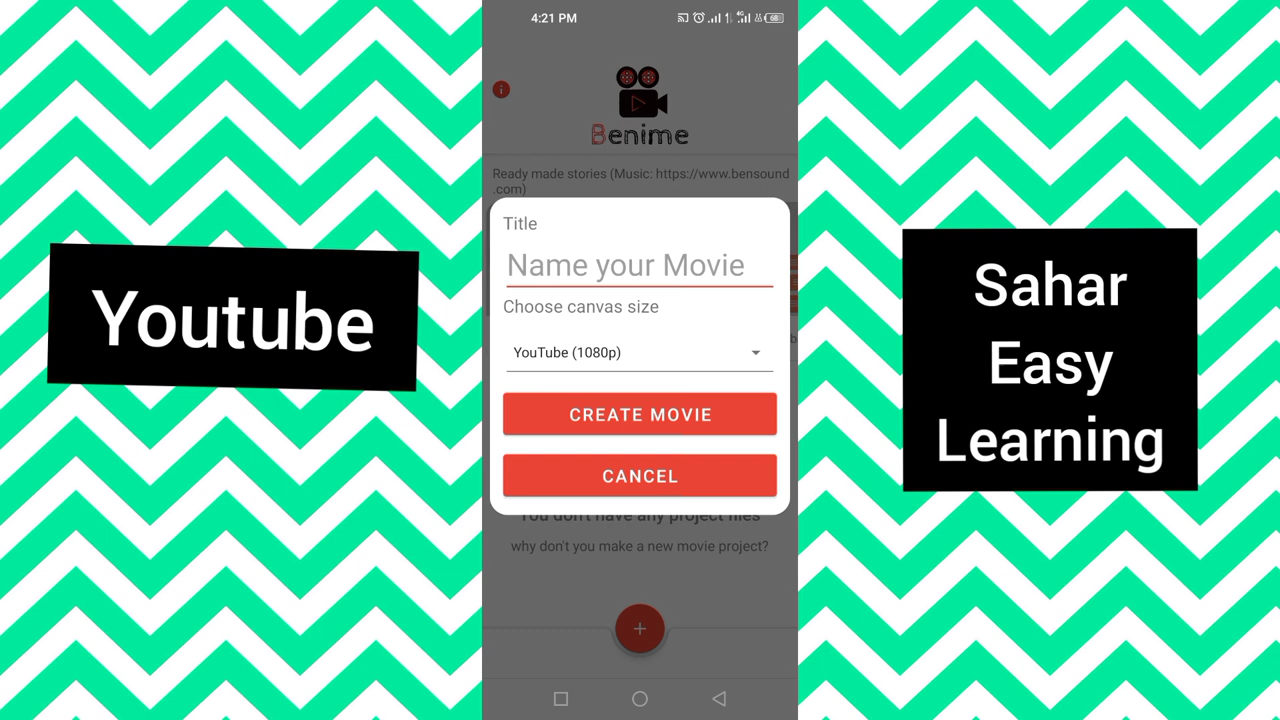 Youtube
4:21 PM
4G
68
Benime
Ready made stories (Music: https://www.bensound
.com)
Title
Name your Movie
Choose canvas size
YouTube (1080p)
CREATE MOVIE
CANCEL
You don't have any project files
why don't you make a new movie project?
Sahar
Easy
Learning